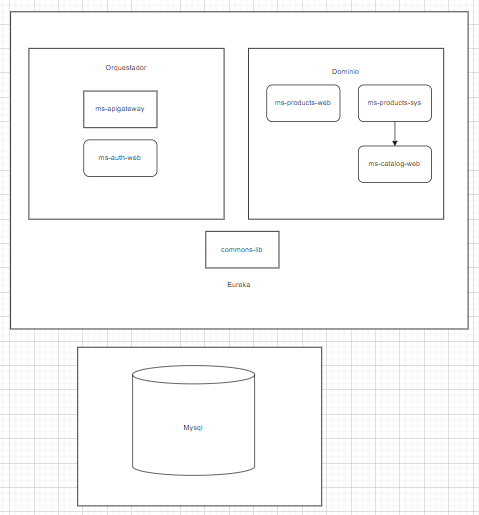 Orquestador
ms-apigateway
ms-auth-web
Dominio
ms-products-web
ms-products-sys
ms-catalog-web
commons-lib
Eureka
Mysql